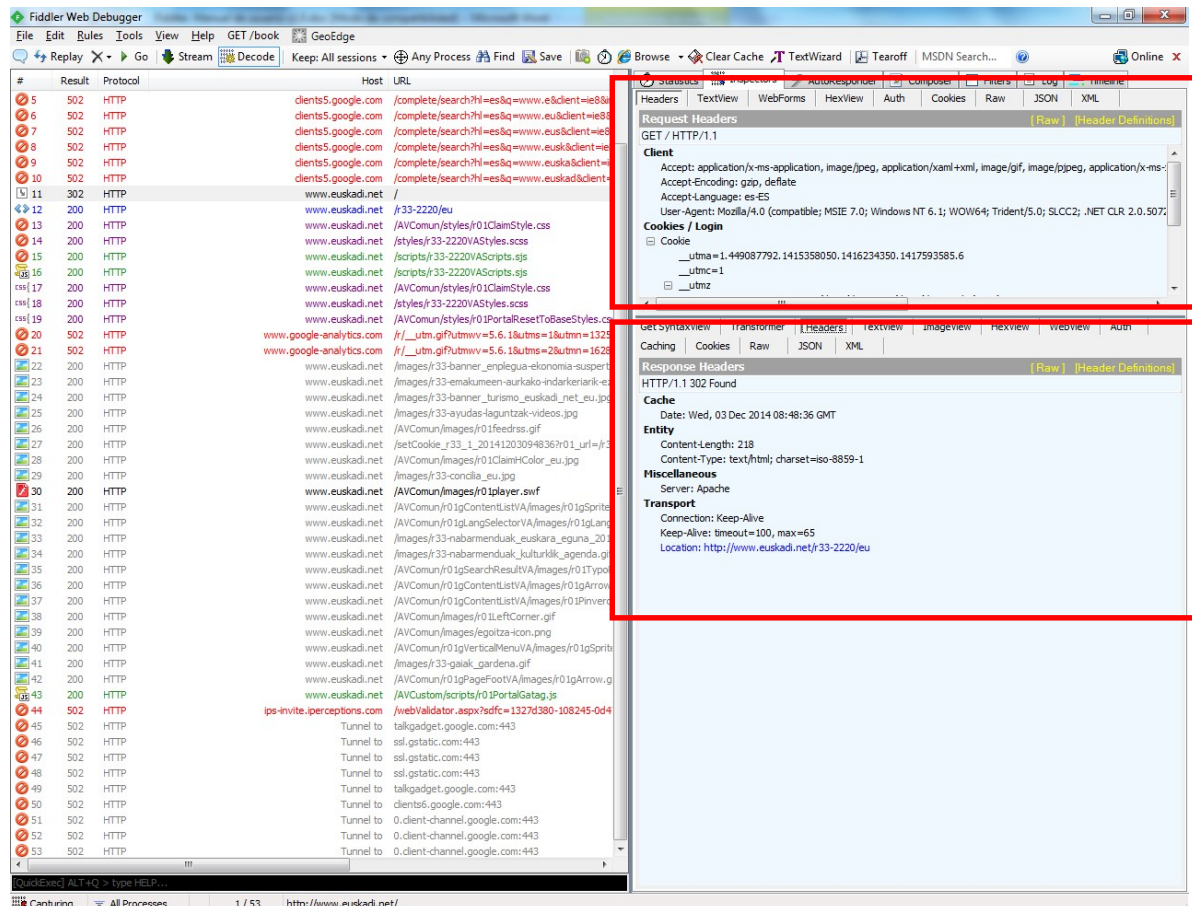 Fiddler Web Debugger
File Edit Rules Tools View Help GET /book GeoEdge
Replay Go Stream Decode Keep: All sessions Any Process Find Save Browse Clear Cache TextWizard Tearoff MSDN Search... Online X
# Result Protocol Host URL
5 502 HTTP clients5.google.com /complete/search?hl=es&q=www.e&client=ie8&
6 502 HTTP clients5.google.com /complete/search?hl=es&q=www.eu&client=ie8
7 502 HTTP clients5.google.com /complete/search?hl=es&q=www.eus&client=ie8
8 502 HTTP clients5.google.com /complete/search?hl=es&q=www.eusk&client=ie
9 502 HTTP clients5.google.com /complete/search?hl=es&q=www.euska&client=i
10 502 HTTP clients5.google.com /complete/search?hl=es&q=www.euskad&client=
11 302 HTTP www.euskadi.net /
12 200 HTTP www.euskadi.net /r33-2220/eu
13 200 HTTP www.euskadi.net /AVComun/styles/r01ClaimStyle.css
14 200 HTTP www.euskadi.net /styles/r33-2220VAStyles.scss
15 200 HTTP www.euskadi.net /scripts/r33-2220VAScripts.sjs
16 200 HTTP www.euskadi.net /scripts/r33-2220VAScripts.sjs
17 200 HTTP www.euskadi.net /AVComun/styles/r01ClaimStyle.css
18 200 HTTP www.euskadi.net /styles/r33-2220VAStyles.scss
19 200 HTTP www.euskadi.net /AVComun/styles/r01PortalResetToBaseStyles.cs
20 502 HTTP www.google-analytics.com /r/__utm.gif?utmwv=5.6.1&utms=1&utmn=1325
21 502 HTTP www.google-analytics.com /r/__utm.gif?utmwv=5.6.1&utms=2&utmn=1628
22 200 HTTP www.euskadi.net /images/r33-banner_enplegua-ekonomia-suspert
23 200 HTTP www.euskadi.net /images/r33-emakumeen-aurkako-indarkeriarik-e
24 200 HTTP www.euskadi.net /images/r33-banner_turismo_euskadi_net_eu.jpg
25 200 HTTP www.euskadi.net /images/r33-ayudas-laguntzak-videos.jpg
26 200 HTTP www.euskadi.net /AVComun/images/r01feedrss.gif
27 200 HTTP www.euskadi.net /setCookie_r33_1_20141203094836?r01_url=/r3
28 200 HTTP www.euskadi.net /AVComun/images/r01ClaimHColor_eu.jpg
29 200 HTTP www.euskadi.net /images/r33-concilia_eu.jpg
30 200 HTTP www.euskadi.net /AVComun/images/r01player.swf
31 200 HTTP www.euskadi.net /AVComun/r01gContentListVA/images/r01gSprite
32 200 HTTP www.euskadi.net /AVComun/r01gLangSelectorVA/images/r01gLang
33 200 HTTP www.euskadi.net /images/r33-nabarmenduak_euskara_eguna_201
34 200 HTTP www.euskadi.net /images/r33-nabarmenduak_kulturklik_agenda.gi
35 200 HTTP www.euskadi.net /AVComun/r01gSearchResultVA/images/r01Typol
36 200 HTTP www.euskadi.net /AVComun/r01gContentListVA/images/r01gArrow
37 200 HTTP www.euskadi.net /AVComun/r01gContentListVA/images/r01Pinverc
38 200 HTTP www.euskadi.net /AVComun/images/r01LeftCorner.gif
39 200 HTTP www.euskadi.net /AVComun/images/egoitza-icon.png
40 200 HTTP www.euskadi.net /AVComun/r01gVerticalMenuVA/images/r01gSprite
41 200 HTTP www.euskadi.net /images/r33-gaiak_gardena.gif
42 200 HTTP www.euskadi.net /AVComun/r01gPageFootVA/images/r01gArrow.g
43 200 HTTP www.euskadi.net /AVCustom/scripts/r01PortalGatag.js
44 502 HTTP ips-invite.iperceptions.com /webValidator.aspx?sdfc=1327d380-108245-0d4
45 502 HTTP Tunnel to talkgadget.google.com:443
46 502 HTTP Tunnel to ssl.gstatic.com:443
47 502 HTTP Tunnel to ssl.gstatic.com:443
48 502 HTTP Tunnel to ssl.gstatic.com:443
49 502 HTTP Tunnel to talkgadget.google.com:443
50 502 HTTP Tunnel to clients6.google.com:443
51 502 HTTP Tunnel to 0.client-channel.google.com:443
52 502 HTTP Tunnel to 0.client-channel.google.com:443
53 502 HTTP Tunnel to 0.client-channel.google.com:443
[QuickExec] ALT+Q > type HELP...
Capturing All Processes 1 / 53 http://www.euskadi.net/
Statistics Inspectors AutoResponder Composer Filters Log Timeline
Headers TextView WebForms HexView Auth Cookies Raw JSON XML
Request Headers [ Raw ] [Header Definitions]
GET / HTTP/1.1
Client
Accept: application/x-ms-application, image/jpeg, application/xaml+xml, image/gif, image/pjpeg, application/x-ms-
Accept-Encoding: gzip, deflate
Accept-Language: es-ES
User-Agent: Mozilla/4.0 (compatible; MSIE 7.0; Windows NT 6.1; WOW64; Trident/5.0; SLCC2; .NET CLR 2.0.5072
Cookies / Login
Cookie
__utma=1.449087792.1415358050.1416234350.1417593585.6
__utmc=1
__utmz
Get SyntaxView Transformer Headers TextView ImageView HexView WebView Auth
Caching Cookies Raw JSON XML
Response Headers [ Raw ] [Header Definitions]
HTTP/1.1 302 Found
Cache
Date: Wed, 03 Dec 2014 08:48:36 GMT
Entity
Content-Length: 218
Content-Type: text/html; charset=iso-8859-1
Miscellaneous
Server: Apache
Transport
Connection: Keep-Alive
Keep-Alive: timeout=100, max=65
Location: http://www.euskadi.net/r33-2220/eu